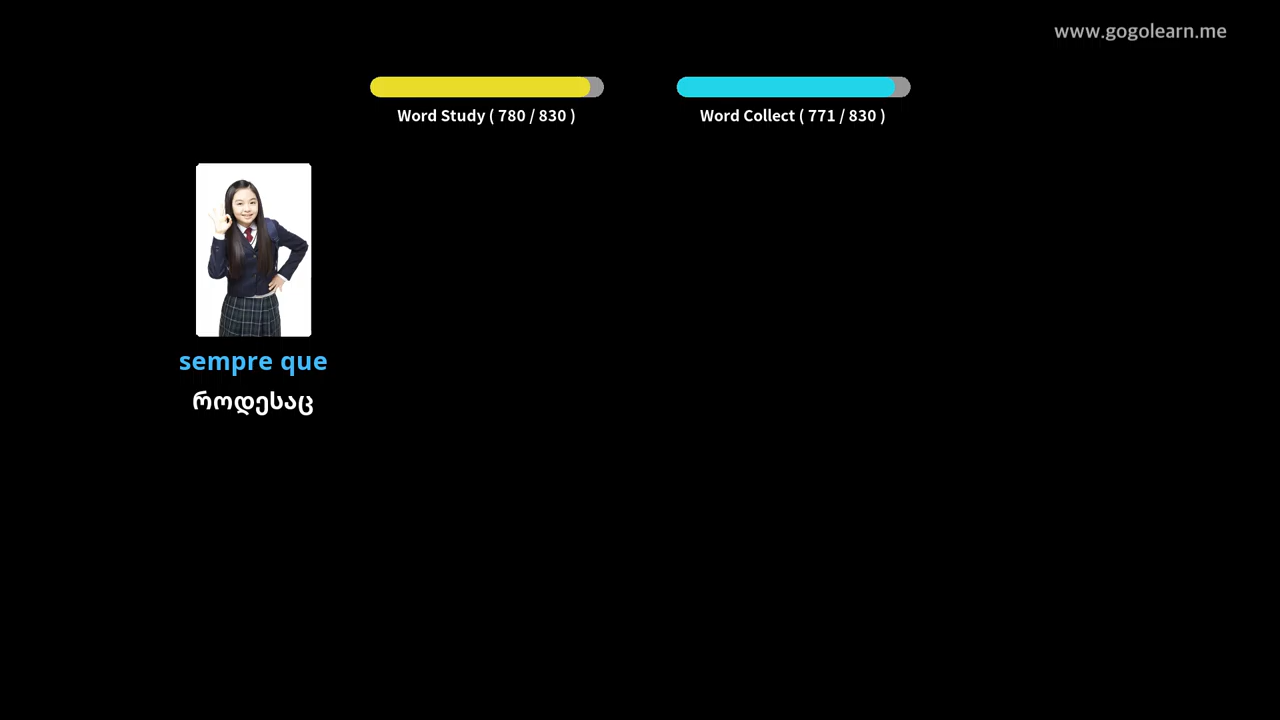 www.gogolearn.me
Word Study ( 780 / 830 )
Word Collect ( 771 / 830 )
sempre que
როდესაც